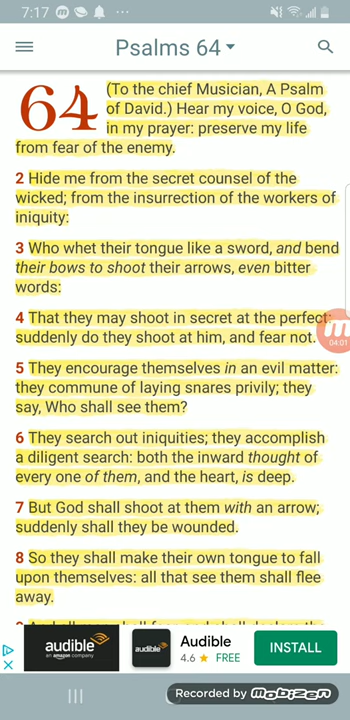 7:17
Psalms 64
64 (To the chief Musician, A Psalm
of David.) Hear my voice, O God,
in my prayer: preserve my life
from fear of the enemy.
2 Hide me from the secret counsel of the
wicked; from the insurrection of the workers of
iniquity:
3 Who whet their tongue like a sword, and bend
their bows to shoot their arrows, even bitter
words:
4 That they may shoot in secret at the perfect:
suddenly do they shoot at him, and fear not.
04:01
5 They encourage themselves in an evil matter:
they commune of laying snares privily; they
say, Who shall see them?
6 They search out iniquities; they accomplish
a diligent search: both the inward thought of
every one of them, and the heart, is deep.
7 But God shall shoot at them with an arrow;
suddenly shall they be wounded.
8 So they shall make their own tongue to fall
upon themselves: all that see them shall flee
away.
audible
an amazon company
audible
Audible
4.6 ★ FREE
INSTALL
Recorded by Mobizen